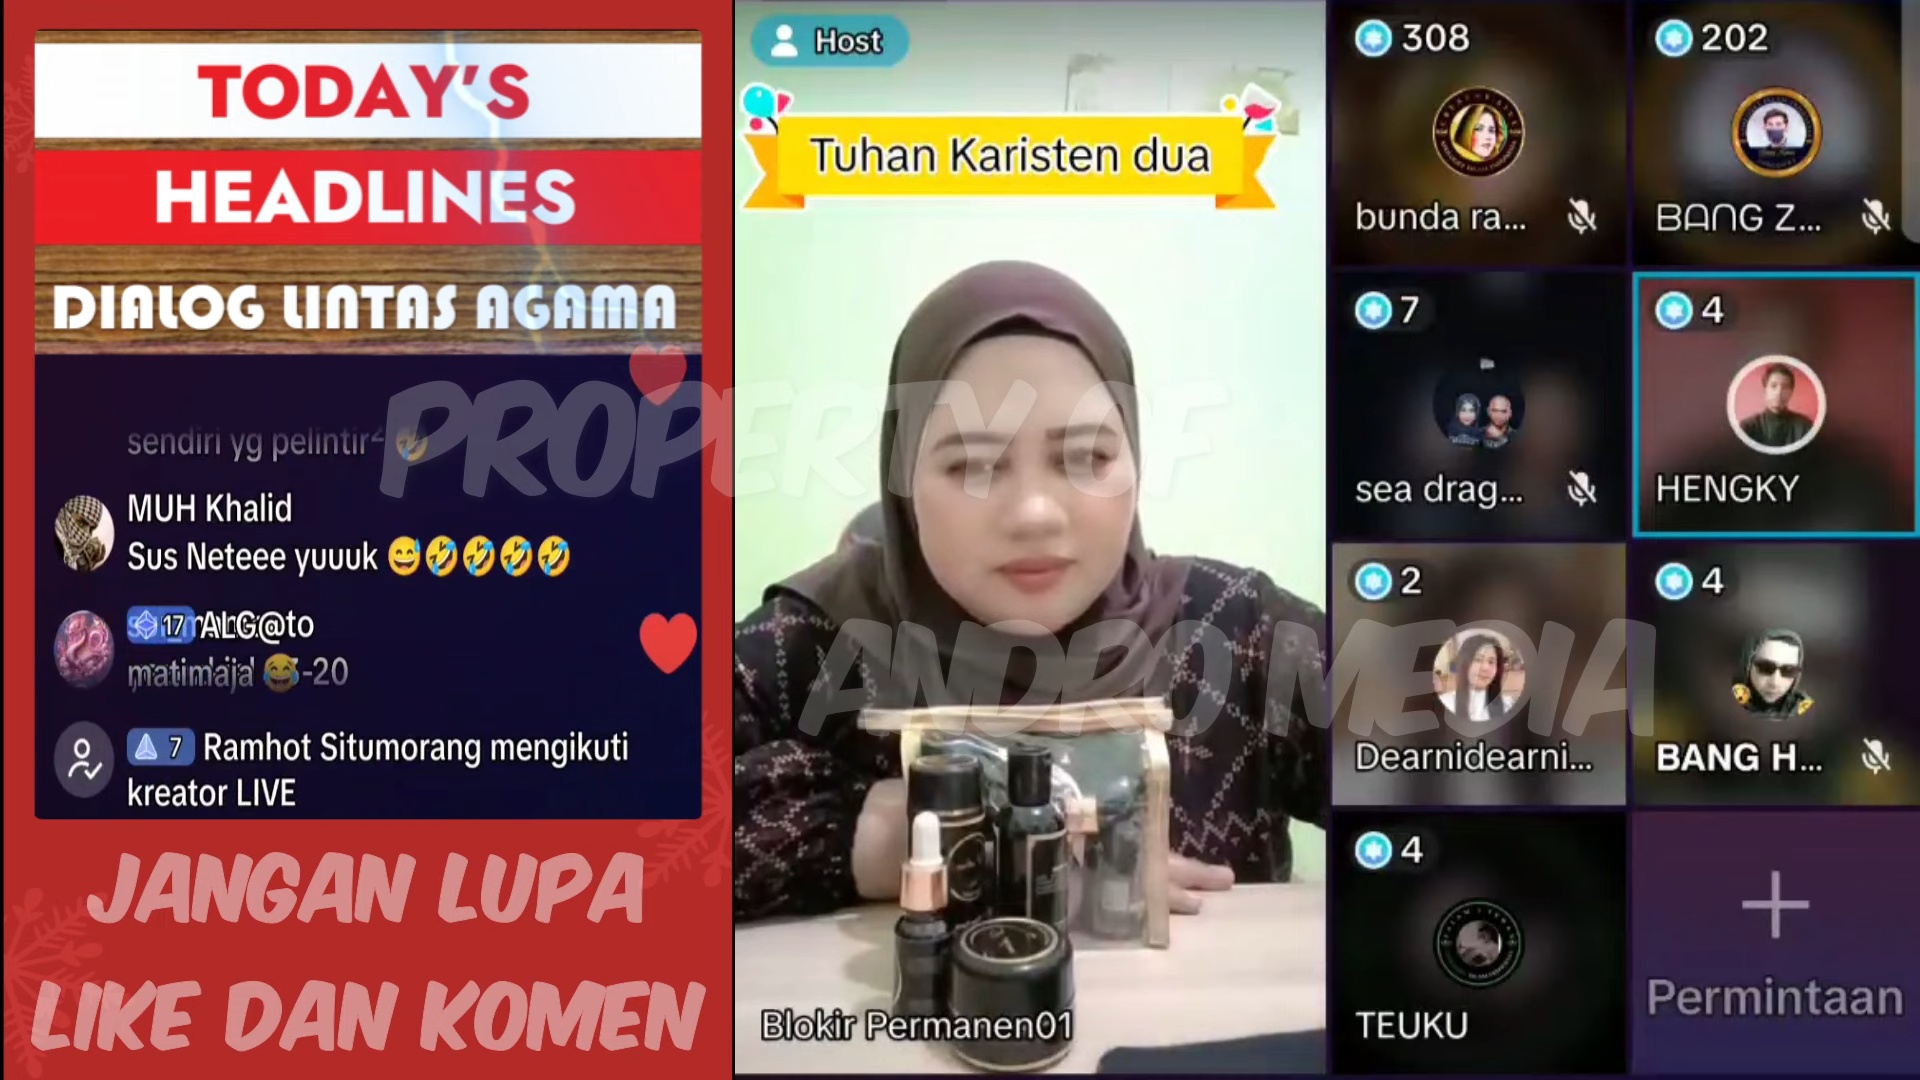 TODAY'S
HEADLINES
DIALOG LINTAS AGAMA
sendiri yg pelintir²🤣
MUH Khalid
Sus Neteee yuuuk 😅🤣🤣🤣🤣
17 ALG@to
-20
7 Ramhot Situmorang mengikuti
kreator LIVE
JANGAN LUPA
LIKE DAN KOMEN
Host
Tuhan Karisten dua
Blokir Permanen01
PROPERTY OF
ANDRO MEDIA
308
bunda ra...
202
BANG Z...
7
sea drag...
4
HENGKY
2
Dearnidearni...
4
BANG H...
4
TEUKU
Permintaan